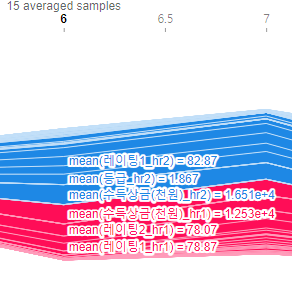 15 averaged samples
6 6.5 7
mean(레이팅1_hr2) = 82.87
mean(등급_hr2) = 1.867
mean(수득상금(천원)_hr2) = 1.651e+4
mean(수득상금(천원)_hr1) = 1.253e+4
mean(레이팅2_hr1) = 78.07
mean(레이팅1_hr1) = 78.87